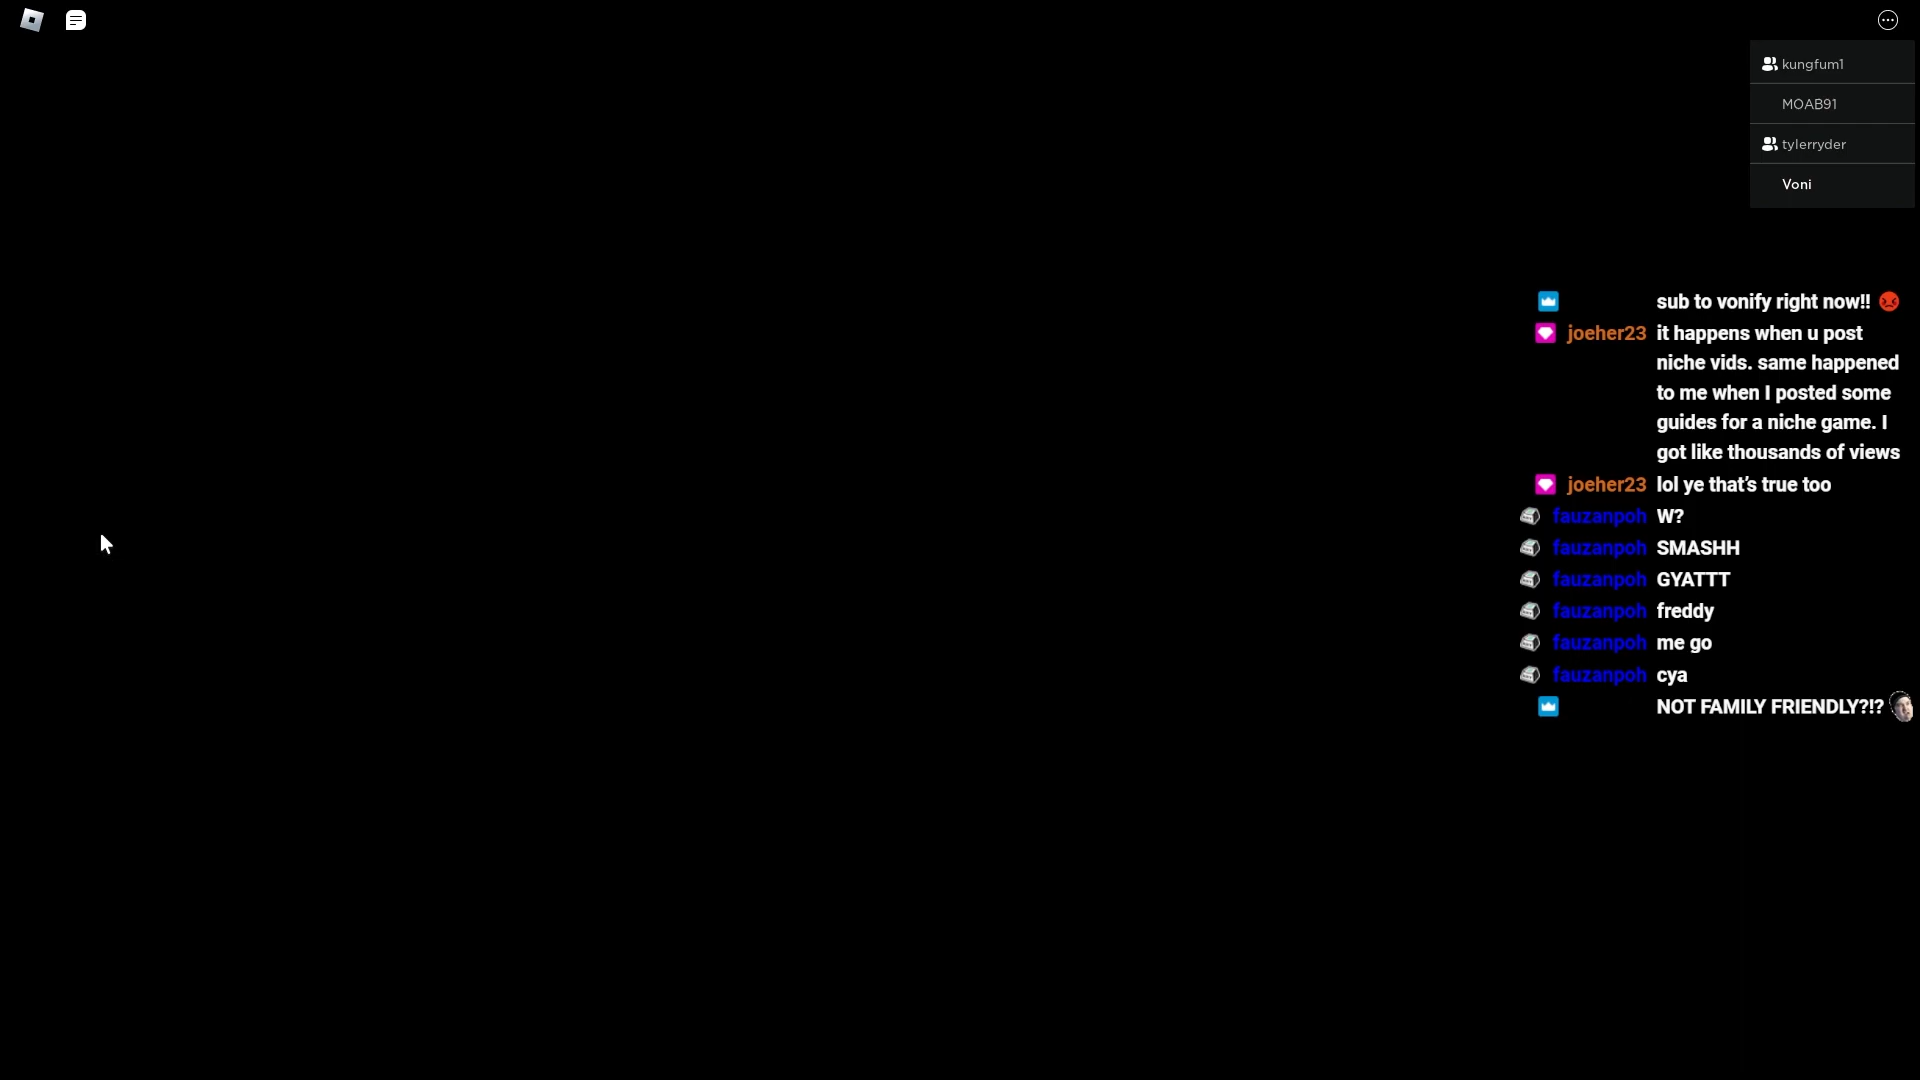 kungfum1
MOAB91
tylerryder
Voni
sub to vonify right now!!
joeher23 it happens when u post
niche vids. same happened
to me when I posted some
guides for a niche game. I
got like thousands of views
joeher23 lol ye that's true too
fauzanpoh W?
fauzanpoh SMASHH
fauzanpoh GYATTT
fauzanpoh freddy
fauzanpoh me go
fauzanpoh cya
NOT FAMILY FRIENDLY?!?